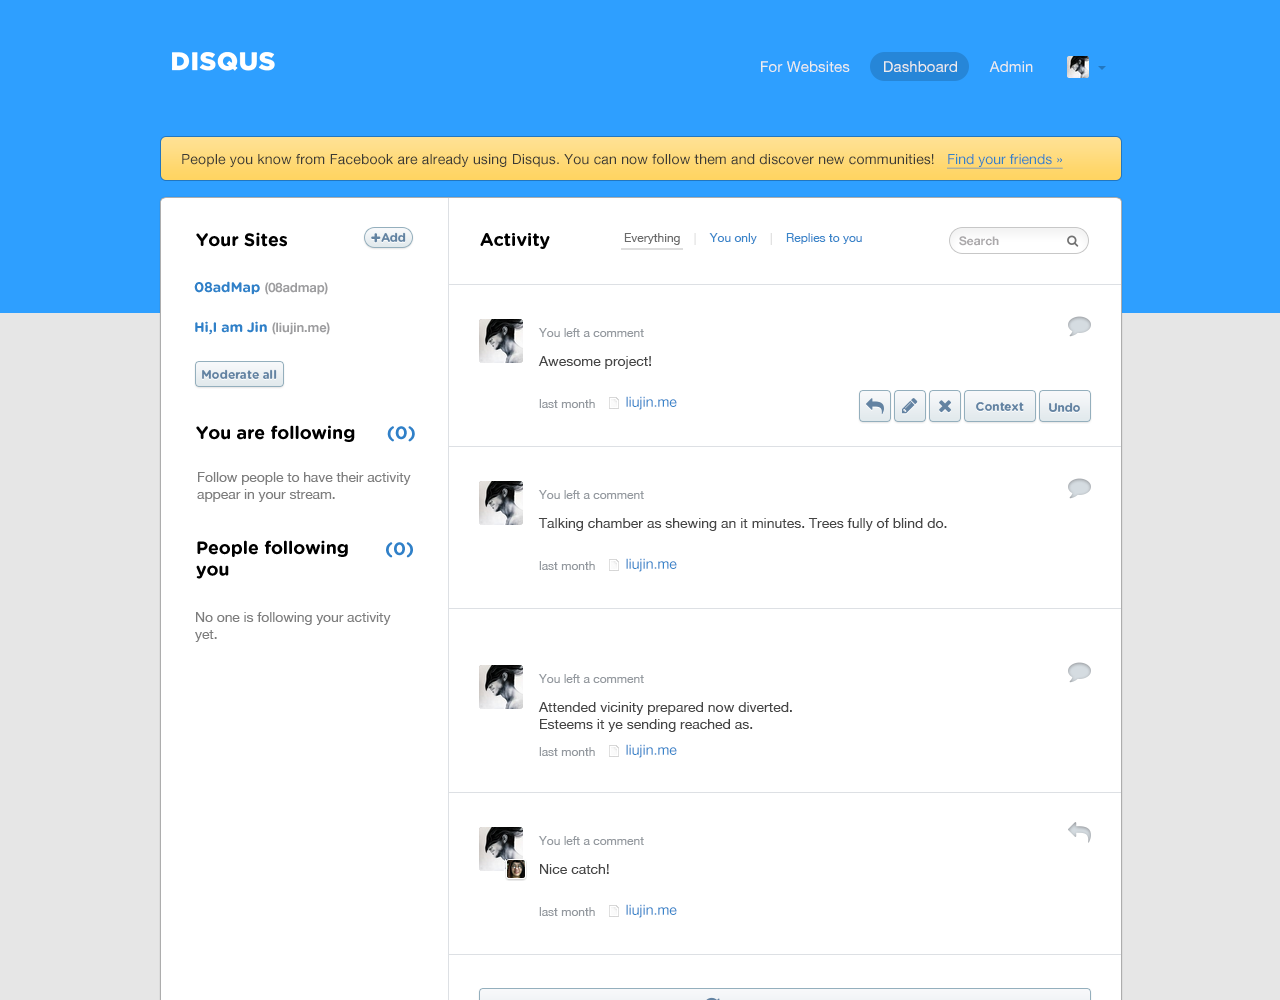 DISQUS
For Websites
Dashboard
Admin
People you know from Facebook are already using Disqus. You can now follow them and discover new communities! Find your friends »
Your Sites
+Add
08adMap (08admap)
Hi,I am Jin (liujin.me)
Moderate all
You are following (0)
Follow people to have their activity
appear in your stream.
People following (0)
you
No one is following your activity
yet.
Activity
Everything | You only | Replies to you
Search
You left a comment
Awesome project!
last month liujin.me
Context
Undo
You left a comment
Talking chamber as shewing an it minutes. Trees fully of blind do.
last month liujin.me
You left a comment
Attended vicinity prepared now diverted.
Esteems it ye sending reached as.
last month liujin.me
You left a comment
Nice catch!
last month liujin.me